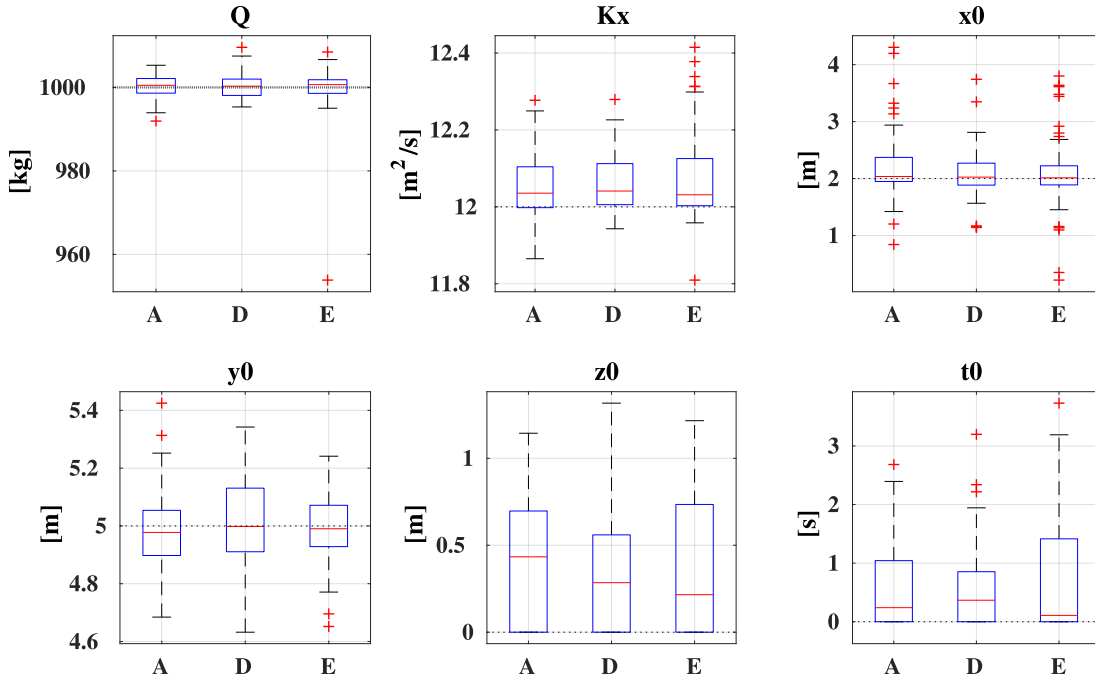 Q
[kg]
1000
980
960
A D E
Kx
[m²/s]
12.4
12.2
12
11.8
A D E
x0
[m]
4
3
2
1
A D E
y0
[m]
5.4
5.2
5
4.8
4.6
A D E
z0
[m]
1
0.5
0
A D E
t0
[s]
3
2
1
0
A D E